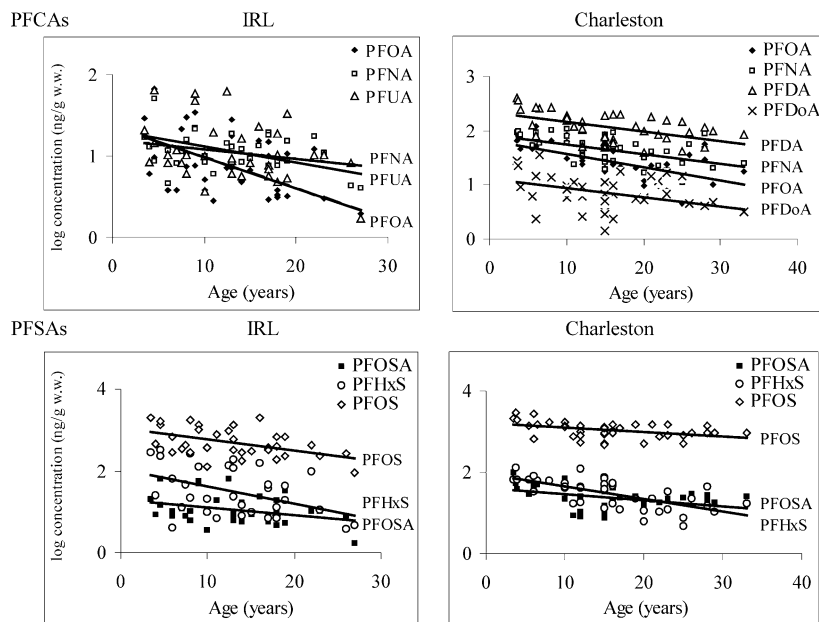 PFCAs
IRL
Charleston
PFOA
PFNA
PFUA
PFNA
PFUA
PFOA
log concentration (ng/g w.w.)
2
1
0
0
10
20
30
Age (years)
PFOA
PFNA
PFDA
PFDoA
PFDA
PFNA
PFOA
PFDoA
3
2
1
0
0
10
20
30
40
Age (years)
PFSAs
IRL
Charleston
PFOSA
PFHxS
PFOS
PFOS
PFHxS
PFOSA
log concentration (ng/g w.w.)
4
2
0
0
10
20
30
Age (years)
PFOSA
PFHxS
PFOS
PFOS
PFOSA
PFHxS
4
2
0
0
10
20
30
40
Age (years)